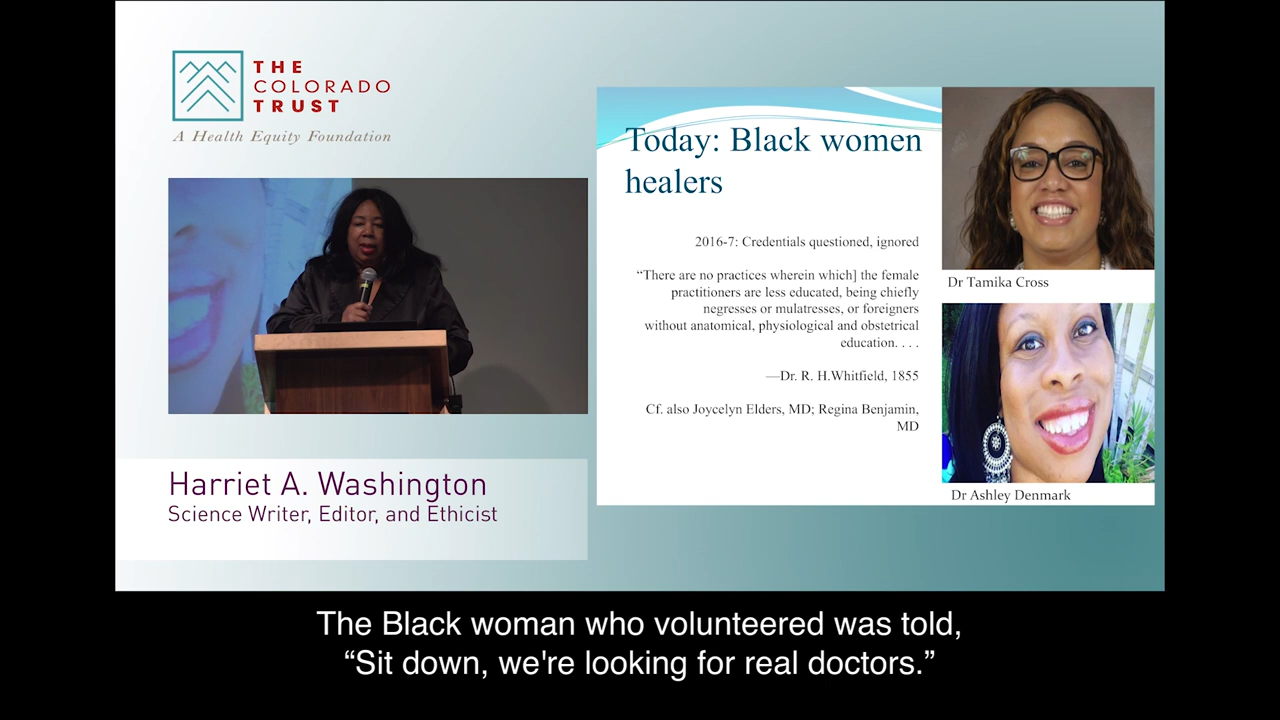 THE
COLORADO
TRUST
A Health Equity Foundation
Today: Black women
healers
2016-7: Credentials questioned, ignored
“There are no practices wherein which] the female
practitioners are less educated, being chiefly
negresses or mulatresses, or foreigners
without anatomical, physiological and obstetrical
education. . . .
—Dr. R. H.Whitfield, 1855
Cf. also Joycelyn Elders, MD; Regina Benjamin,
MD
Dr Tamika Cross
Dr Ashley Denmark
Harriet A. Washington
Science Writer, Editor, and Ethicist
The Black woman who volunteered was told,
“Sit down, we're looking for real doctors.”